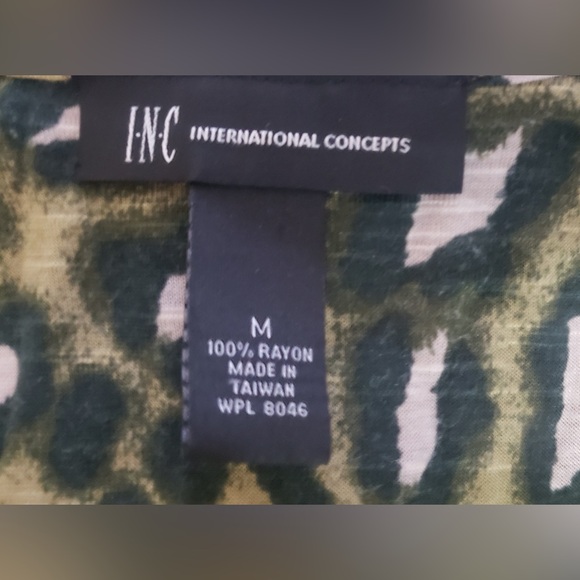 I·N·C INTERNATIONAL CONCEPTS
M
100% RAYON
MADE IN
TAIWAN
WPL 8046